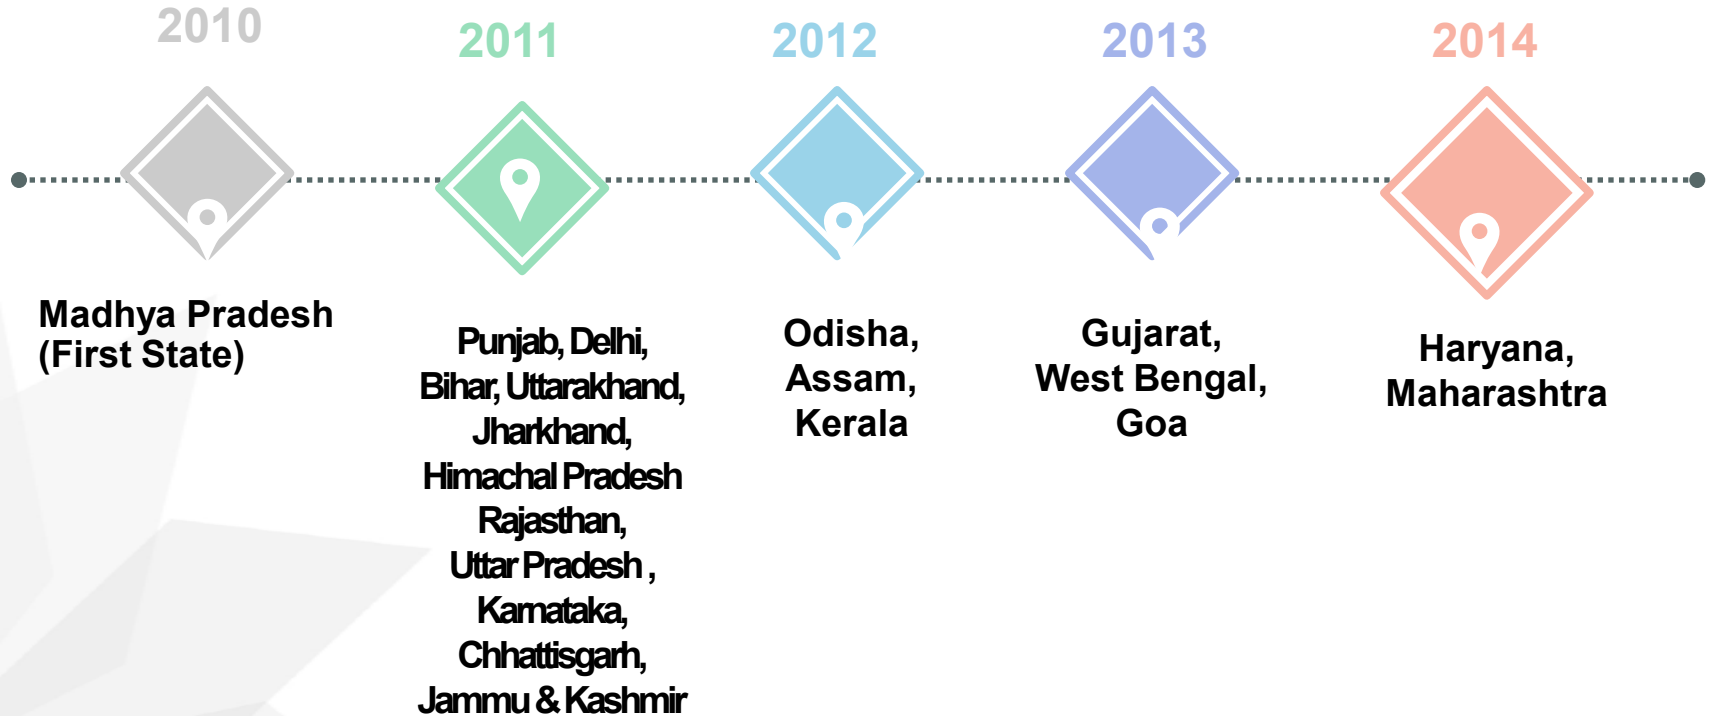 2010
Madhya Pradesh
(First State)
2011
Punjab, Delhi,
Bihar, Uttarakhand,
Jharkhand,
Himachal Pradesh
Rajasthan,
Uttar Pradesh ,
Karnataka,
Chhattisgarh,
Jammu & Kashmir
2012
Odisha,
Assam,
Kerala
2013
Gujarat,
West Bengal,
Goa
2014
Haryana,
Maharashtra